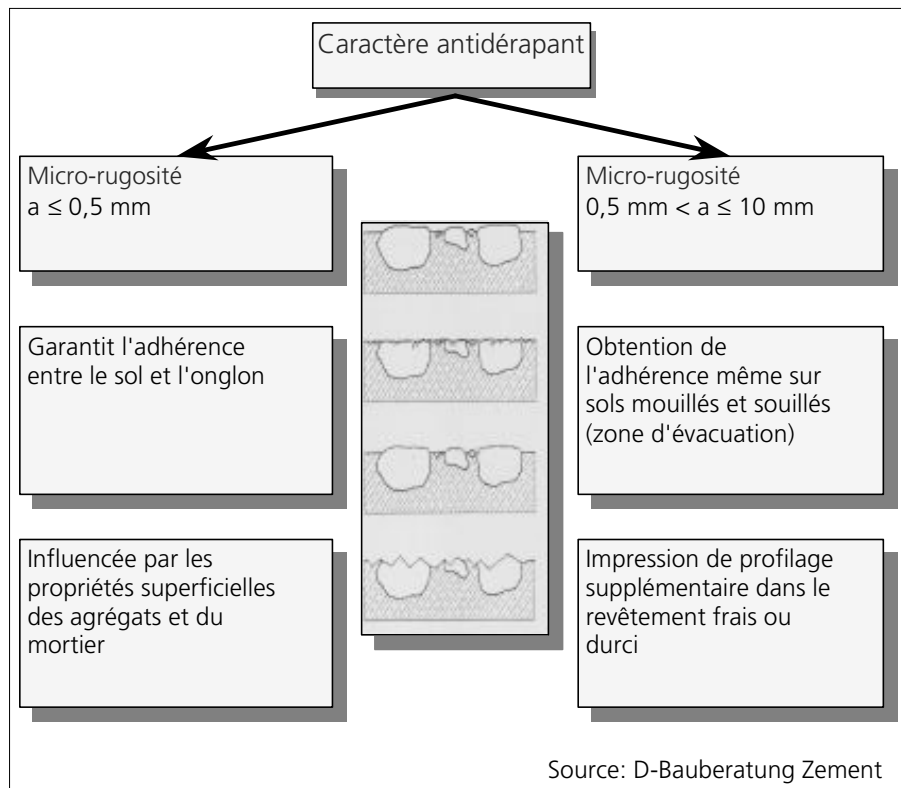 Caractère antidérapant
Micro-rugosité
a ≤ 0,5 mm
Micro-rugosité
0,5 mm < a ≤ 10 mm
Garantit l'adhérence
entre le sol et l'onglon
Obtention de
l'adhérence même sur
sols mouillés et souillés
(zone d'évacuation)
Influencée par les
propriétés superficielles
des agrégats et du
mortier
Impression de profilage
supplémentaire dans le
revêtement frais ou
durci
Source: D-Bauberatung Zement